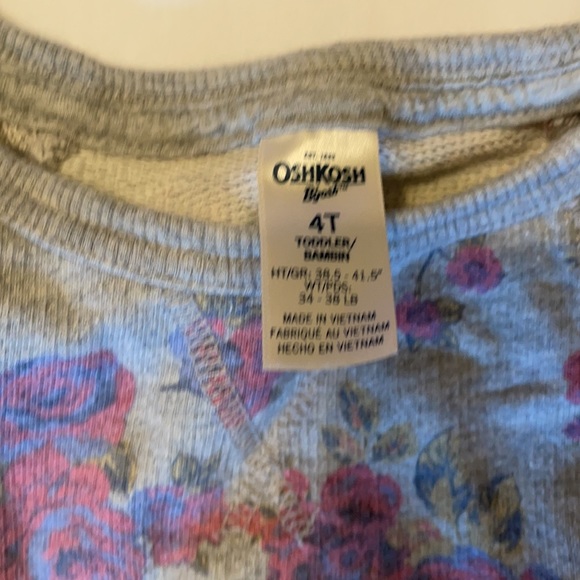 EST. 1895
OSHKOSH
B'gosh
4T
TODDLER/
BAMBIN
HT/GR: 38.5 - 41.5"
WT/PDS:
34 - 38 LB
MADE IN VIETNAM
FABRIQUÉ AU VIETNAM
HECHO EN VIETNAM